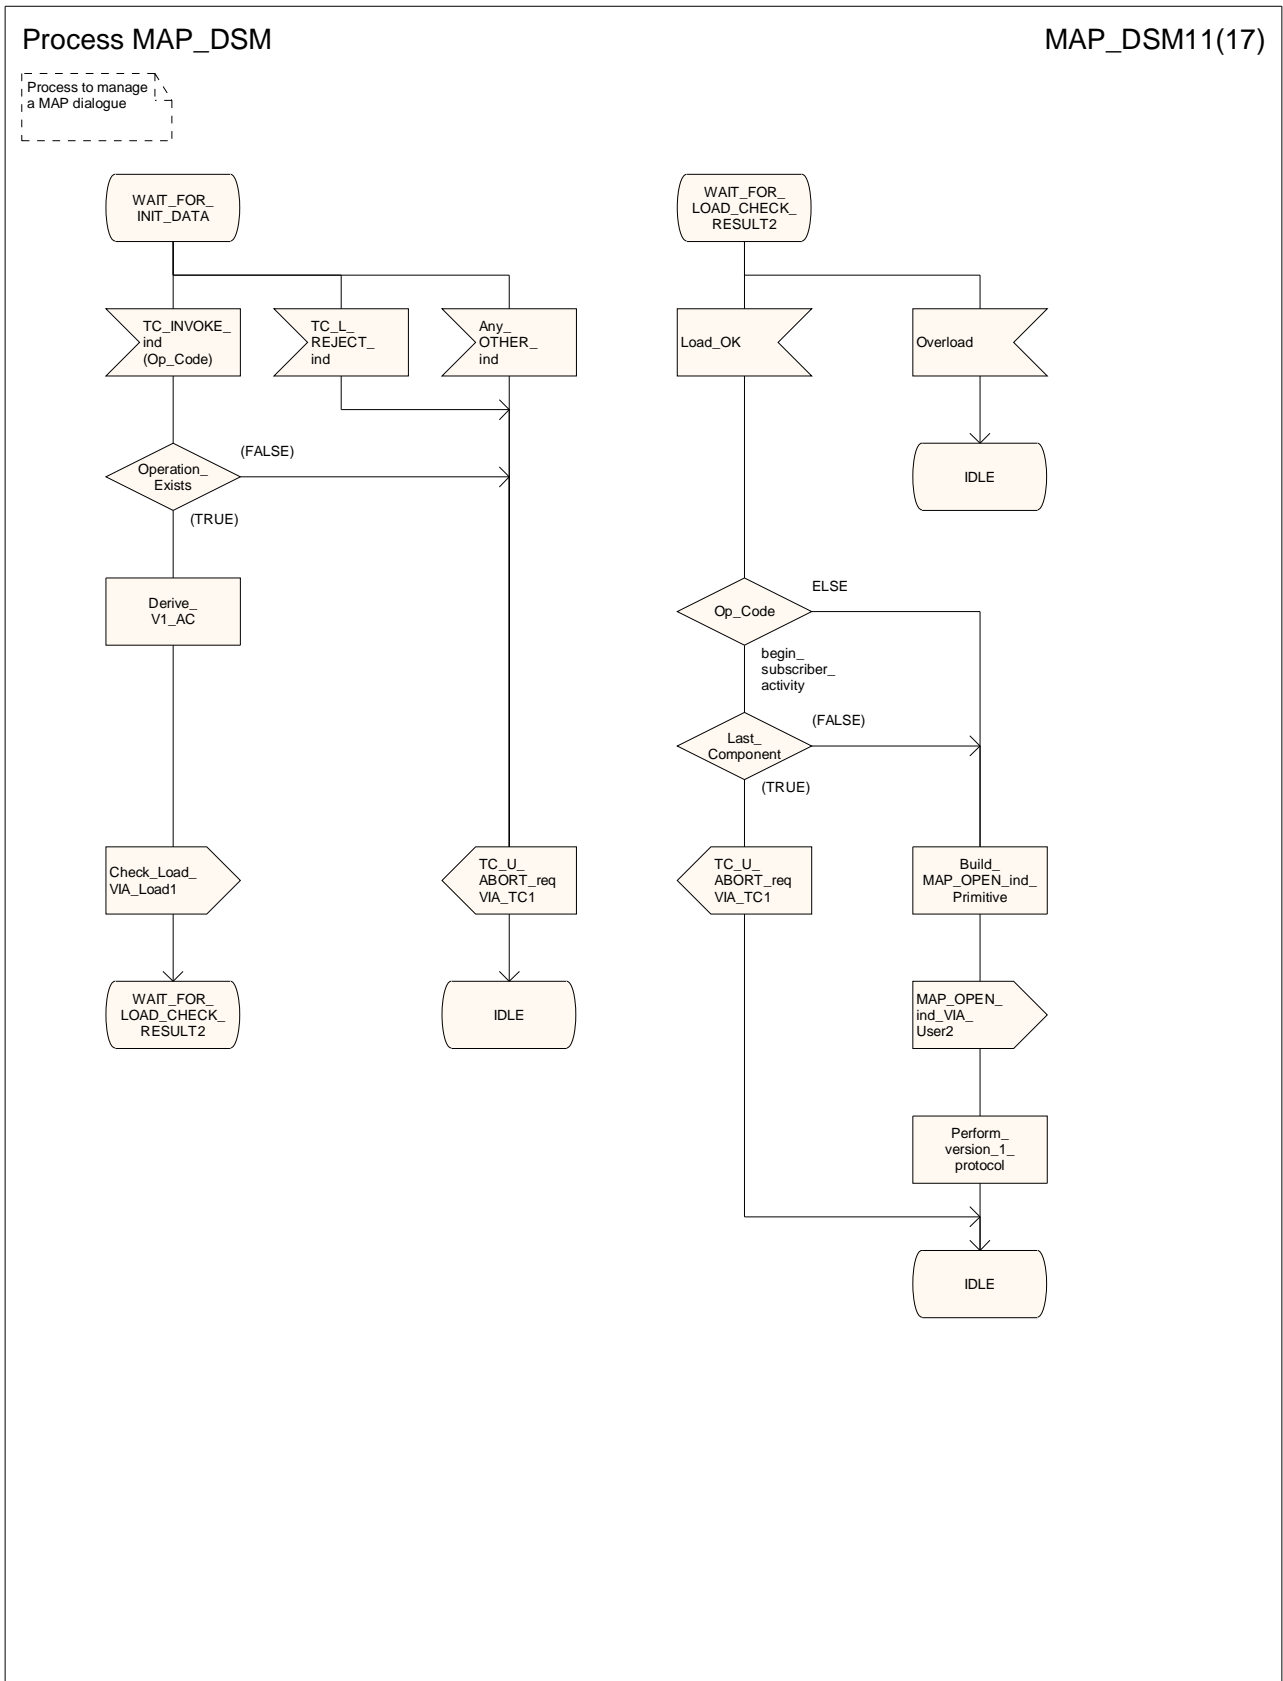 Process MAP_DSM
MAP_DSM11(17)
Process to manage
a MAP dialogue
WAIT_FOR_
INIT_DATA
TC_INVOKE_
ind
(Op_Code)
TC_L_
REJECT_
ind
Any_
OTHER_
ind
Operation_
Exists
(FALSE)
(TRUE)
Derive_
V1_AC
Check_Load_
VIA_Load1
TC_U_
ABORT_req
VIA_TC1
WAIT_FOR_
LOAD_CHECK_
RESULT2
IDLE
WAIT_FOR_
LOAD_CHECK_
RESULT2
Load_OK
Overload
IDLE
Op_Code
ELSE
begin_
subscriber_
activity
Last_
Component
(FALSE)
(TRUE)
TC_U_
ABORT_req
VIA_TC1
Build_
MAP_OPEN_ind_
Primitive
MAP_OPEN_
ind_VIA_
User2
Perform_
version_1_
protocol
IDLE